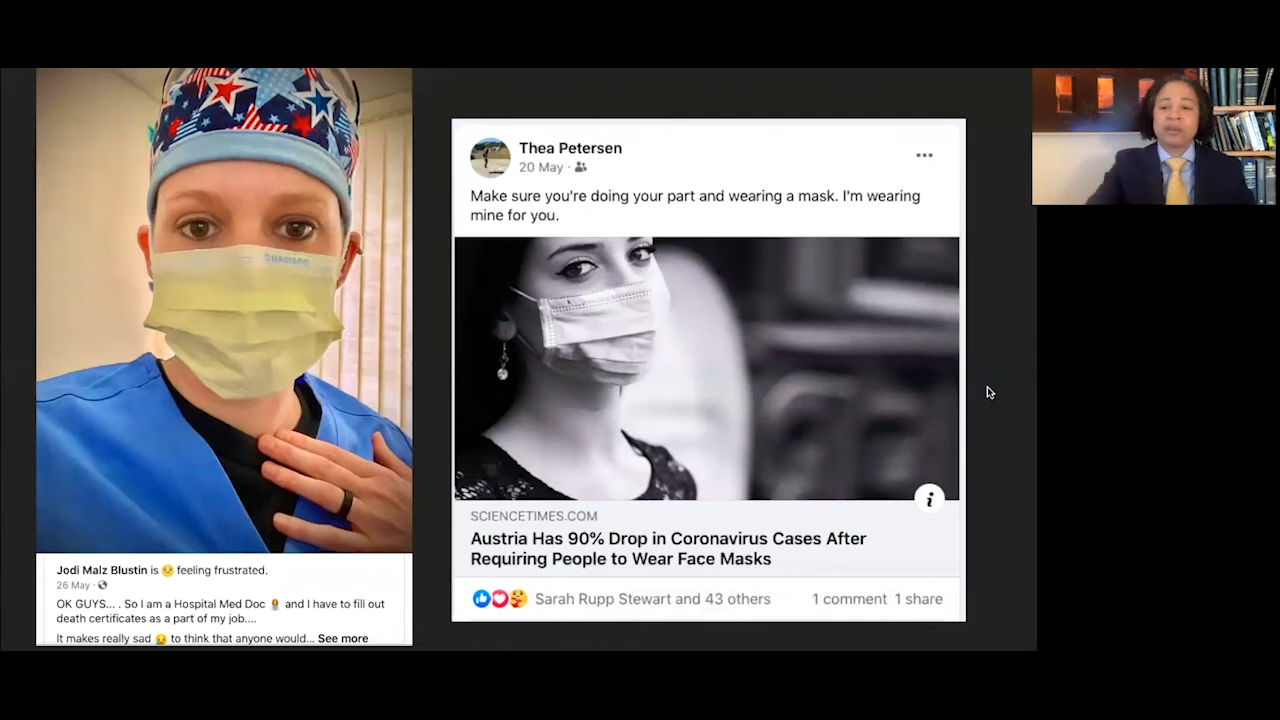 Jodi Malz Blustin is 😢 feeling frustrated.
26 May ·
OK GUYS... . So I am a Hospital Med Doc 👩‍⚕️ and I have to fill out
death certificates as a part of my job....
It makes really sad 😥 to think that anyone would... See more
Thea Petersen
20 May ·
Make sure you're doing your part and wearing a mask. I'm wearing
mine for you.
i
SCIENCETIMES.COM
Austria Has 90% Drop in Coronavirus Cases After
Requiring People to Wear Face Masks
Sarah Rupp Stewart and 43 others
1 comment 1 share